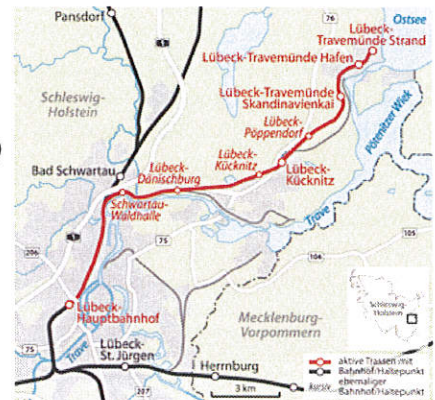 Pansdorf
76
Ostsee
Lübeck-
Travemünde Strand
Lübeck-Travemünde Hafen
1
Schleswig-
Holstein
Lübeck-Travemünde
Skandinavienkai
Lübeck-
Pöppendorf
Pötenitzer Wiek
Bad Schwartau
Lübeck-
Dänischburg
Lübeck-
Kücknitz
Lübeck-
Kücknitz
Schwartau-
Waldhalle
Trave
206
1
75
105
104
Lübeck-
Hauptbahnhof
Schleswig-
Holstein
Mecklenburg-
Vorpommern
75
Trave
Lübeck-
St. Jürgen
Herrnburg
207
3 km
aktive Trassen mit
Bahnhof/Haltepunkt
kursiv
ehemaliger
Bahnhof/Haltepunkt